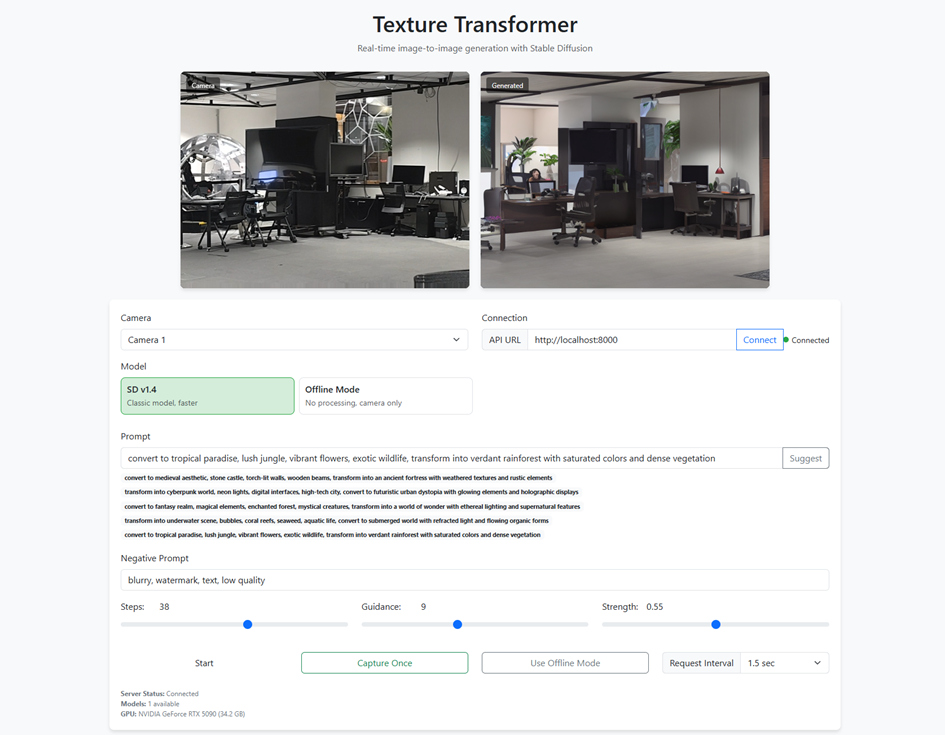 Texture Transformer
Real-time image-to-image generation with Stable Diffusion
Camera
Generated
Camera
Connection
Camera 1
API URL http://localhost:8000 Connect Connected
Model
SD v1.4
Classic model, faster
Offline Mode
No processing, camera only
Prompt
convert to tropical paradise, lush jungle, vibrant flowers, exotic wildlife, transform into verdant rainforest with saturated colors and dense vegetation Suggest
convert to medieval aesthetic, stone castle, torch-lit walls, wooden beams, transform into an ancient fortress with weathered textures and rustic elements
transform into cyberpunk world, neon lights, digital interfaces, high-tech city, convert to futuristic urban dystopia with glowing elements and holographic displays
convert to fantasy realm, magical elements, enchanted forest, mystical creatures, transform into a world of wonder with ethereal lighting and supernatural features
transform into underwater scene, bubbles, coral reefs, seaweed, aquatic life, convert to submerged world with refracted light and flowing organic forms
convert to tropical paradise, lush jungle, vibrant flowers, exotic wildlife, transform into verdant rainforest with saturated colors and dense vegetation
Negative Prompt
blurry, watermark, text, low quality
Steps: 38 Guidance: 9 Strength: 0.55
Start Capture Once Use Offline Mode Request Interval 1.5 sec
Server Status: Connected
Models: 1 available
GPU: NVIDIA GeForce RTX 5090 (34.2 GB)